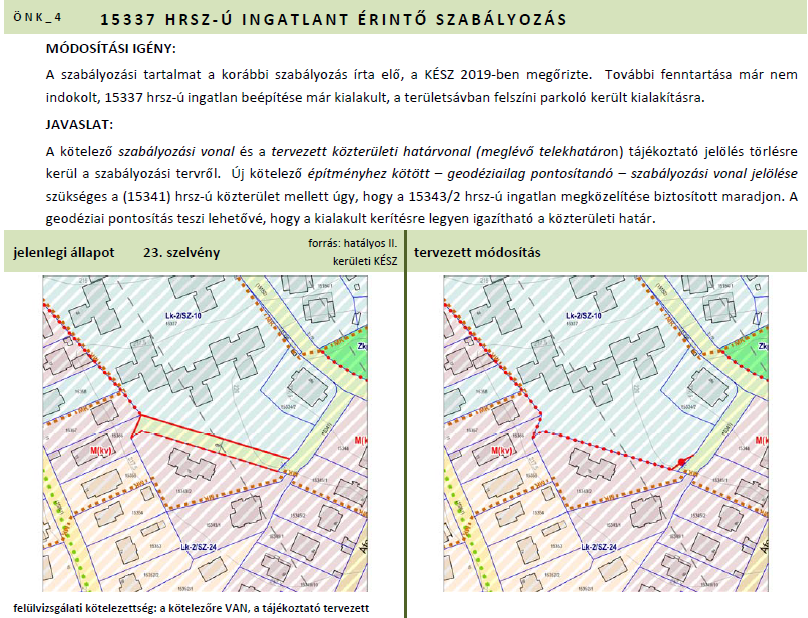 ÖNK_4 15337 HRSZ-Ú INGATLANT ÉRINTŐ SZABÁLYOZÁS
MÓDOSÍTÁSI IGÉNY:
A szabályozási tartalmat a korábbi szabályozás írta elő, a KÉSZ 2019-ben megőrizte. További fenntartása már nem
indokolt, 15337 hrsz-ú ingatlan beépítése már kialakult, a területsávban felszíni parkoló került kialakításra.
JAVASLAT:
A kötelező szabályozási vonal és a tervezett közterületi határvonal (meglévő telekhatáron) tájékoztató jelölés törlésre
kerül a szabályozási tervről. Új kötelező építményhez kötött – geodéziailag pontosítandó – szabályozási vonal jelölése
szükséges a (15341) hrsz-ú közterület mellett úgy, hogy a 15343/2 hrsz-ú ingatlan megközelítése biztosított maradjon. A
geodéziai pontosítás teszi lehetővé, hogy a kialakult kerítésre legyen igazítható a közterületi határ.
jelenlegi állapot 23. szelvény
forrás: hatályos II.
kerületi KÉSZ
tervezett módosítás
Lk-2/SZ-10
15337
Zk
M(kv)
M(k
Lk-2/SZ-24
Lk-2/SZ-10
15337
Zk
M(kv)
M(k
Lk-2/SZ-24
felülvizsgálati kötelezettség: a kötelezőre VAN, a tájékoztató tervezett